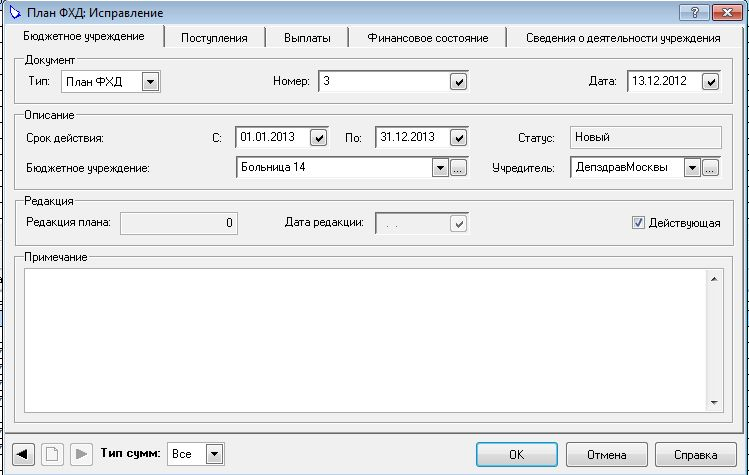 План ФХД: Исправление
Бюджетное учреждение Поступления Выплаты Финансовое состояние Сведения о деятельности учреждения
Документ
Тип: План ФХД Номер: 3 Дата: 13.12.2012
Описание
Срок действия: С: 01.01.2013 По: 31.12.2013 Статус: Новый
Бюджетное учреждение: Больница 14 ... Учредитель: ДепздравМосквы ...
Редакция
Редакция плана: 0 Дата редакции: . . Действующая
Примечание
Тип сумм: Все OK Отмена Справка